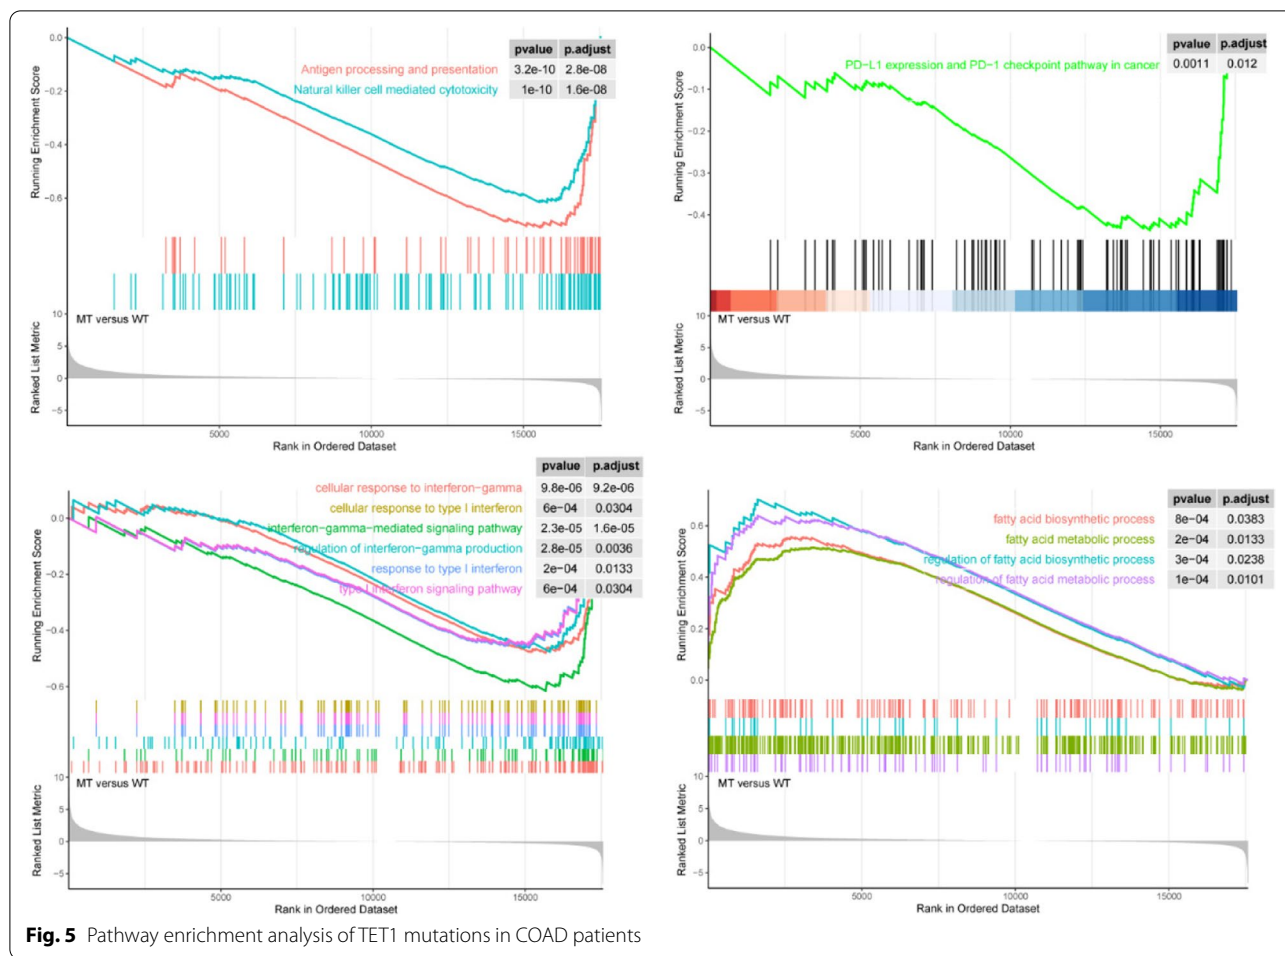 pvalue p.adjust
Antigen processing and presentation 3.2e-10 2.8e-08
Natural killer cell mediated cytotoxicity 1e-10 1.6e-08
Running Enrichment Score
0.0
−0.2
−0.4
−0.6
MT versus WT
Ranked List Metric
10
5
0
−5
5000 10000 15000
Rank in Ordered Dataset
pvalue p.adjust
PD-L1 expression and PD-1 checkpoint pathway in cancer 0.0011 0.012
Running Enrichment Score
0.0
−0.1
−0.2
−0.3
−0.4
MT versus WT
Ranked List Metric
10
5
0
−5
5000 10000 15000
Rank in Ordered Dataset
pvalue p.adjust
cellular response to interferon−gamma 9.8e-06 9.2e-06
cellular response to type I interferon 6e-04 0.0304
interferon−gamma−mediated signaling pathway 2.3e-05 1.6e-05
regulation of interferon−gamma production 2.8e-05 0.0036
response to type I interferon 2e-04 0.0133
type I interferon signaling pathway 6e-04 0.0304
Running Enrichment Score
0.0
−0.2
−0.4
−0.6
MT versus WT
Ranked List Metric
10
5
0
−5
5000 10000 15000
Rank in Ordered Dataset
pvalue p.adjust
fatty acid biosynthetic process 8e-04 0.0383
fatty acid metabolic process 2e-04 0.0133
regulation of fatty acid biosynthetic process 3e-04 0.0238
regulation of fatty acid metabolic process 1e-04 0.0101
Running Enrichment Score
0.6
0.4
0.2
0.0
MT versus WT
Ranked List Metric
10
5
0
−5
5000 10000 15000
Rank in Ordered Dataset
Fig. 5 Pathway enrichment analysis of TET1 mutations in COAD patients